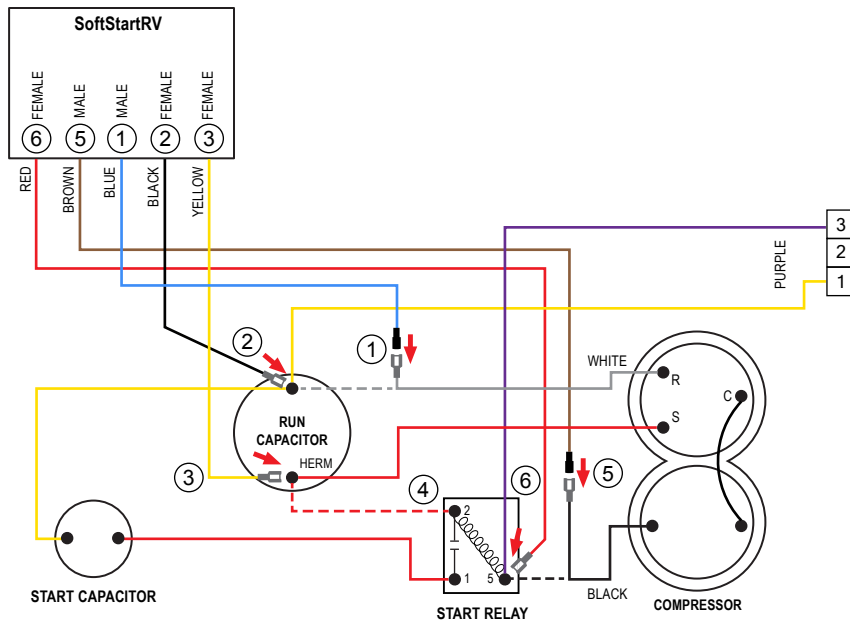 SoftStartRV
FEMALE
MALE
MALE
FEMALE
FEMALE
6
5
1
2
3
RED
BROWN
BLUE
BLACK
YELLOW
3
2
1
PURPLE
2
1
WHITE
R
C
S
RUN
CAPACITOR
HERM
3
4
6
5
2
1
5
START CAPACITOR
START RELAY
BLACK
COMPRESSOR